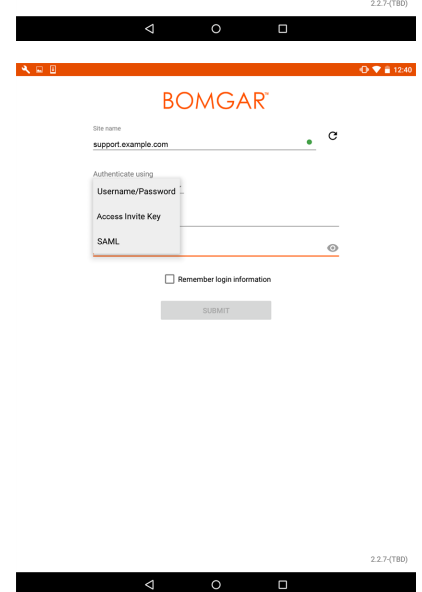 2.2.7-(TBD)
12:40
BOMGAR™
Site name
support.example.com
Authenticate using
Username/Password
Access Invite Key
SAML
Remember login information
SUBMIT
2.2.7-(TBD)